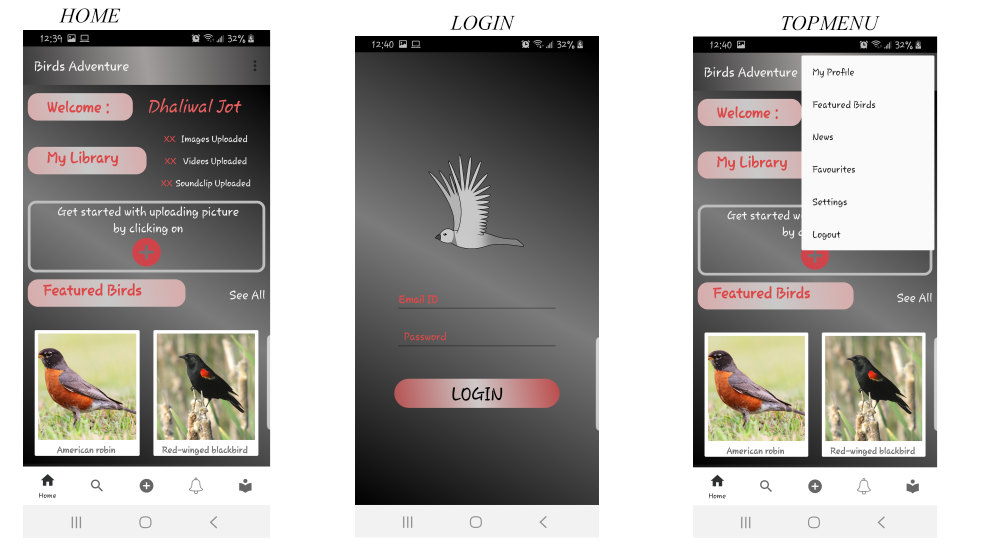 HOME
12:39 32%
Birds Adventure
Welcome :
Dhaliwal Jot
XX Images Uploaded
My Library
XX Videos Uploaded
XX Soundclip Uploaded
Get started with uploading picture
by clicking on
Featured Birds
See All
American robin
Red-winged blackbird
Home
LOGIN
12:40 32%
Email ID
Password
LOGIN
TOPMENU
12:40 32%
Birds Adventure
My Profile
Featured Birds
News
Favourites
Settings
Logout
Welcome :
My Library
Get started w
by c
Featured Birds
See All
American robin
Red-winged blackbird
Home